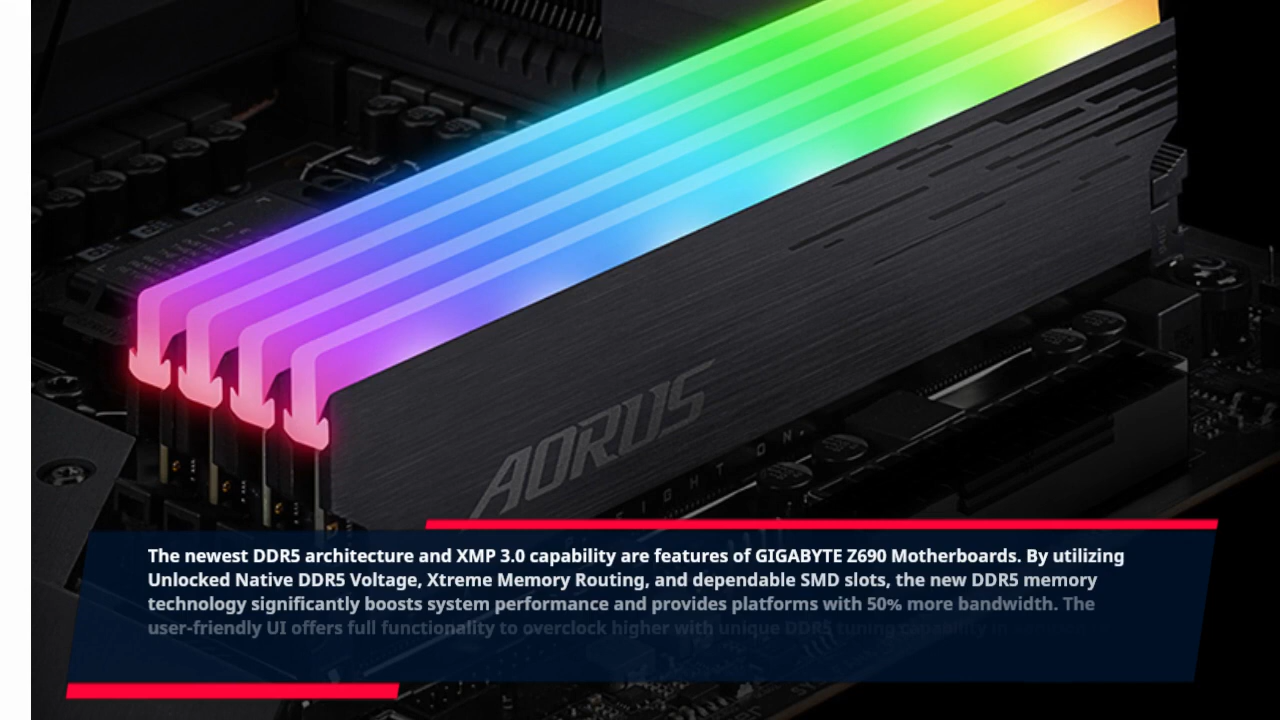 AORUS
The newest DDR5 architecture and XMP 3.0 capability are features of GIGABYTE Z690 Motherboards. By utilizing
Unlocked Native DDR5 Voltage, Xtreme Memory Routing, and dependable SMD slots, the new DDR5 memory
technology significantly boosts system performance and provides platforms with 50% more bandwidth. The
user-friendly UI offers full functionality to overclock higher with unique DDR5 tuning capability in